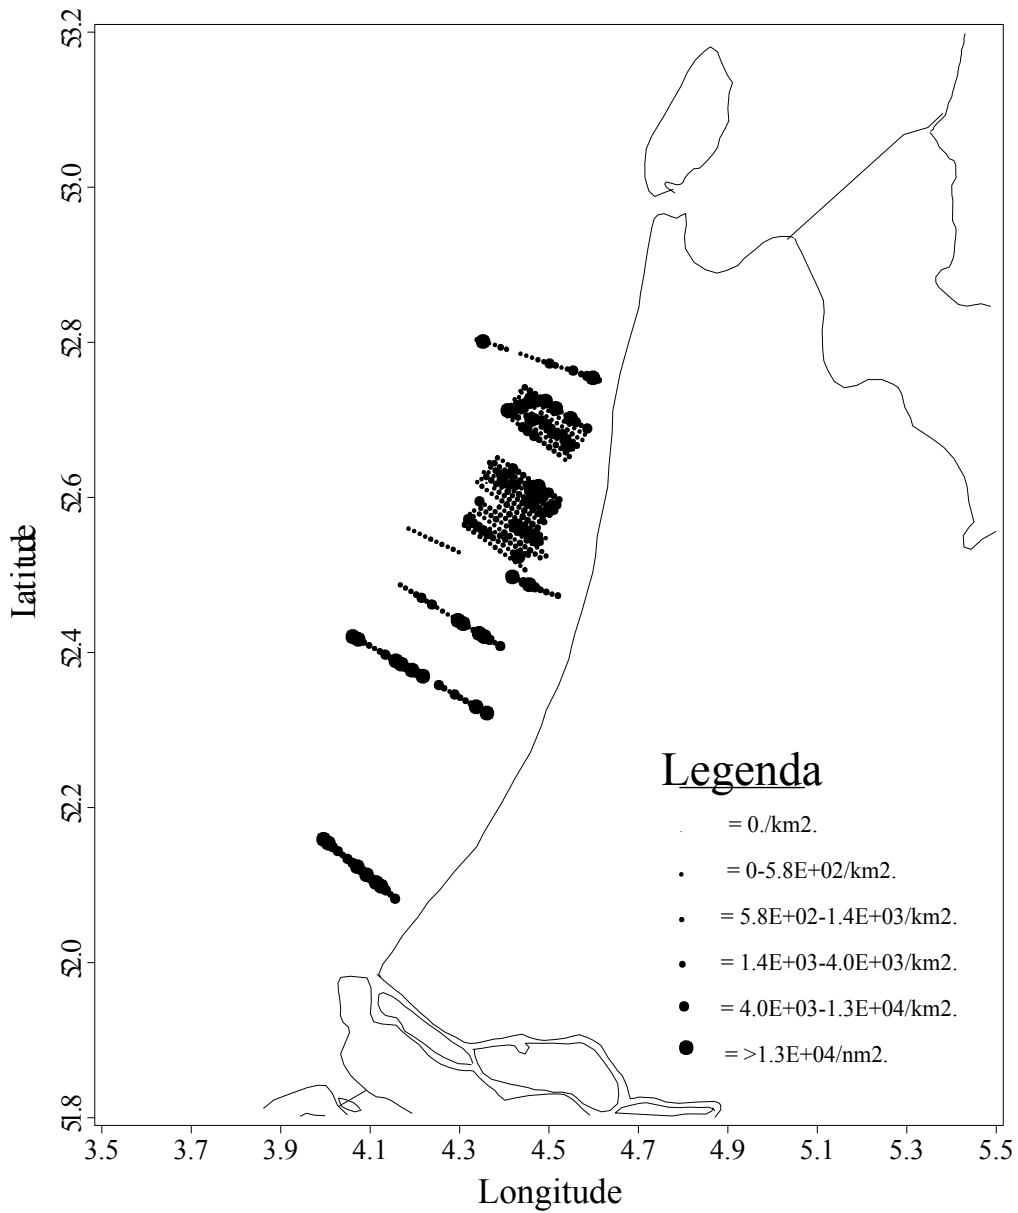 53.2
53.0
52.8
52.6
52.4
52.2
52.0
51.8
Latitude
Legenda
= 0./km2.
= 0-5.8E+02/km2.
= 5.8E+02-1.4E+03/km2.
= 1.4E+03-4.0E+03/km2.
= 4.0E+03-1.3E+04/km2.
= >1.3E+04/nm2.
3.5 3.7 3.9 4.1 4.3 4.5 4.7 4.9 5.1 5.3 5.5
Longitude